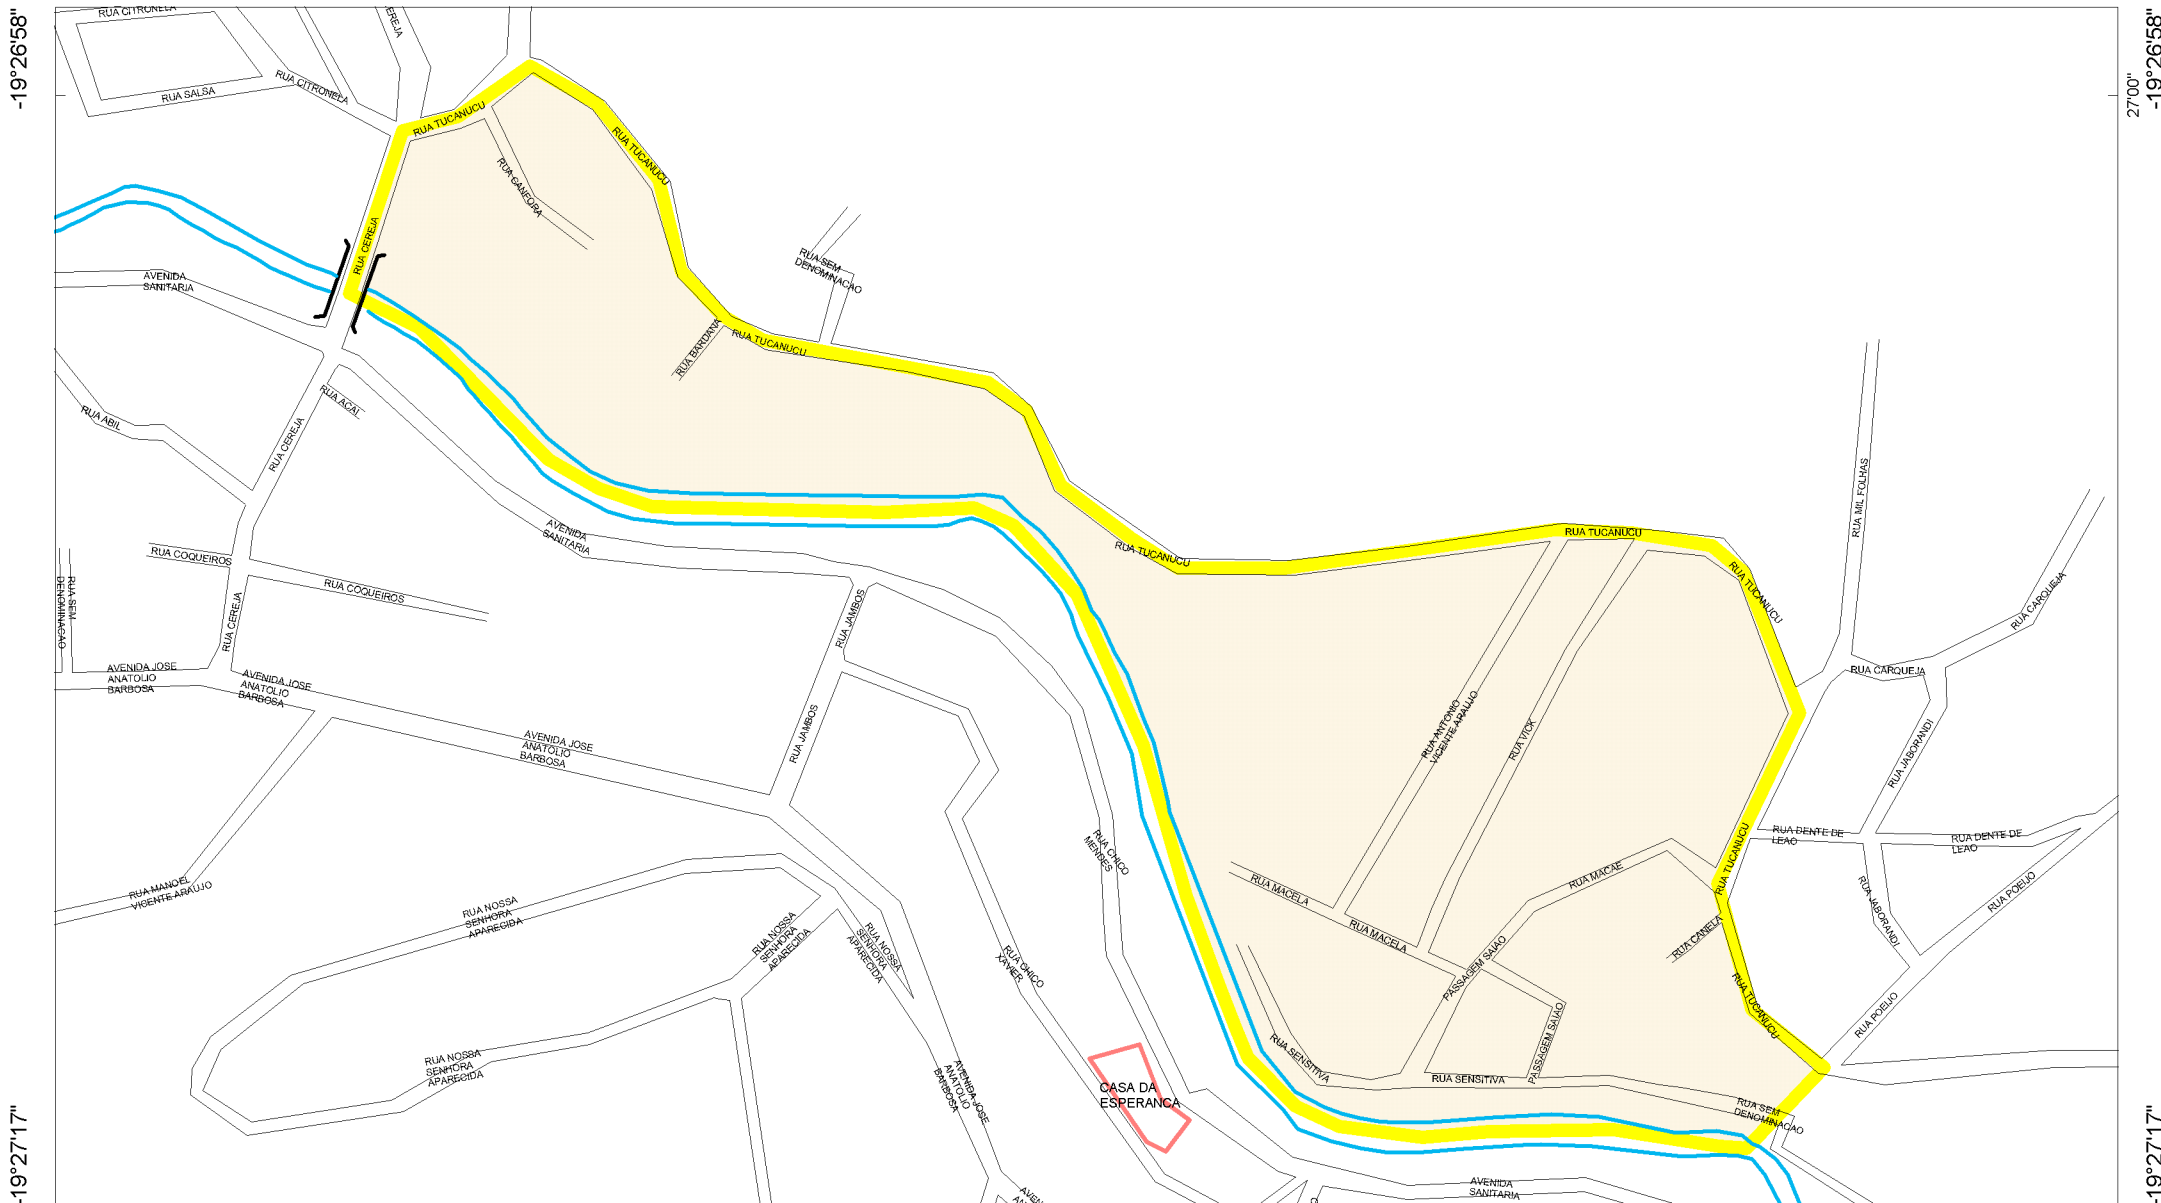 -19°26'58"
-19°26'58"
27'00"
RUA CITRONELA
RUA SALSA
RUA CITRONELA
RUA TUCANUCU
RUA TUCANUCU
RUA CANFORA
RUA CEREJA
AVENIDA
SANITARIA
RUA SEM
DENOMINACAO
RUA BARDANA
RUA TUCANUCU
RUA ACAI
RUA ABIL
RUA CEREJA
RUA MIL FOLHAS
AVENIDA
SANITARIA
RUA TUCANUCU
RUA TUCANUCU
RUA TUCANUCU
RUA COQUEIROS
RUA COQUEIROS
RUA SEM
DENOMINACAO
RUA CEREJA
RUA JAMBOS
RUA CARQUEJA
RUA CARQUEJA
AVENIDA JOSE
ANATOLIO
BARBOSA
AVENIDA JOSE
ANATOLIO
BARBOSA
RUA JAMBOS
AVENIDA JOSE
ANATOLIO
BARBOSA
RUA ANTONIO
VICENTE ARAUJO
RUA VICK
RUA JABORANDI
RUA CHICO
MENDES
RUA TUCANUCU
RUA DENTE DE
LEAO
RUA DENTE DE
LEAO
RUA MANOEL
VICENTE ARAUJO
RUA MACELA
RUA MACAE
RUA POEIJO
RUA JABORANDI
RUA NOSSA
SENHORA
APARECIDA
RUA NOSSA
SENHORA
APARECIDA
RUA NOSSA
SENHORA
APARECIDA
RUA MACELA
RUA CANELA
PASSAGEM SAIAO
RUA CHICO
XAVIER
RUA TUCANUCU
RUA POEIJO
PASSAGEM SAIAO
RUA NOSSA
SENHORA
APARECIDA
RUA SENSITIVA
RUA SENSITIVA
AVENIDA JOSE
ANATOLIO
BARBOSA
CASA DA
ESPERANCA
RUA SEM
DENOMINACAO
AVENIDA
SANITARIA
-19°27'17"
-19°27'17"